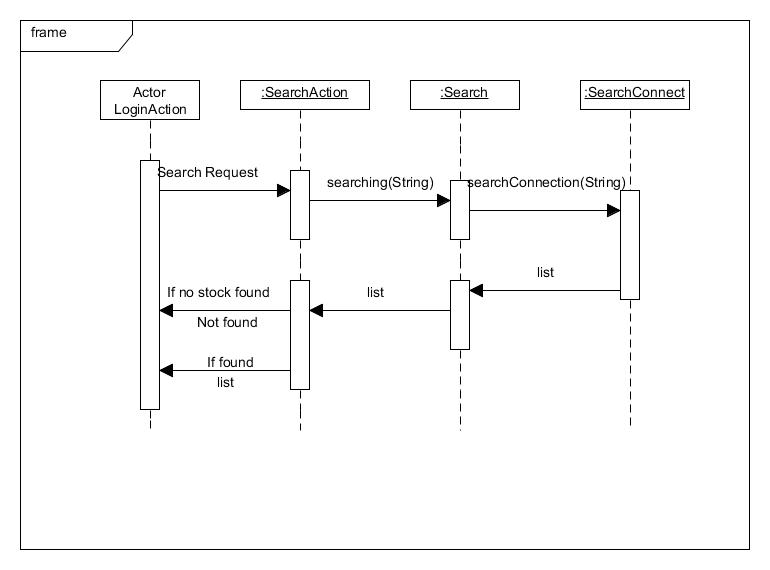 frame
Actor
LoginAction
:SearchAction
:Search
:SearchConnect
Search Request
searching(String)
searchConnection(String)
list
If no stock found
list
Not found
If found
list